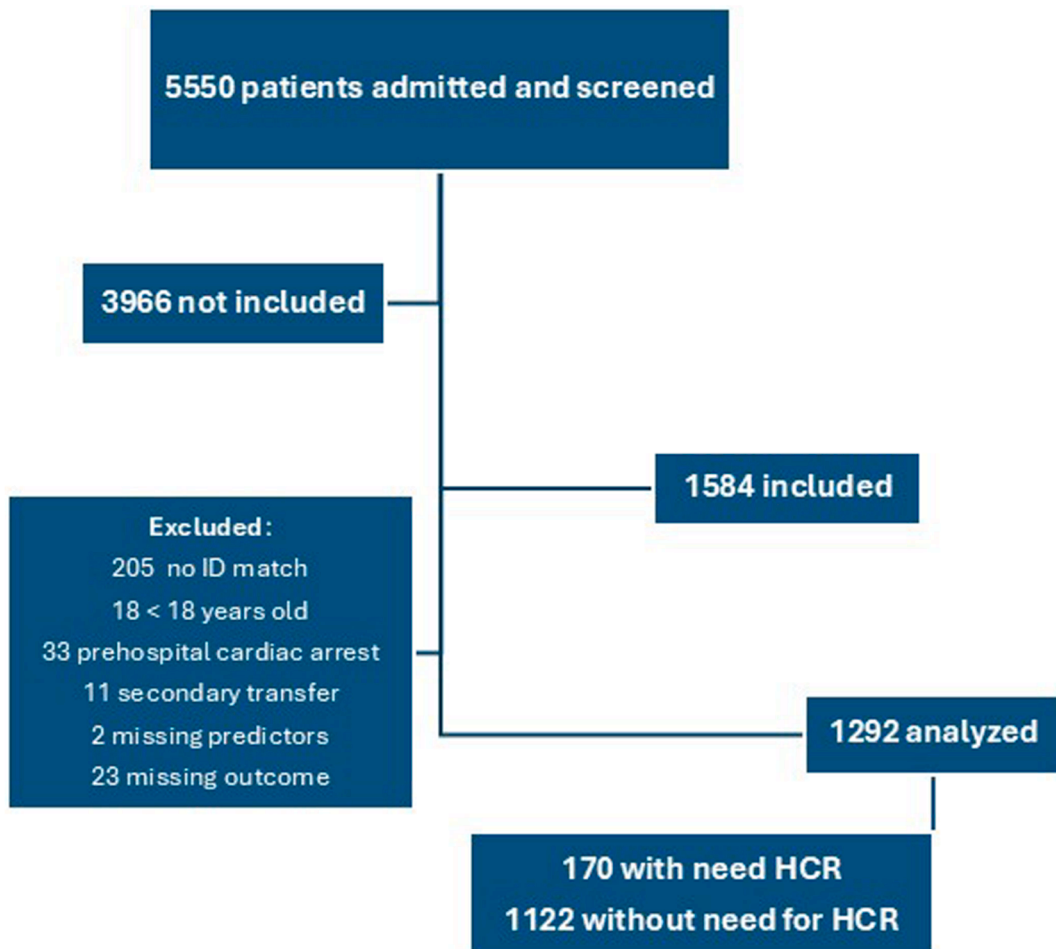 5550 patients admitted and screened
3966 not included
1584 included
Excluded:
205 no ID match
18 < 18 years old
33 prehospital cardiac arrest
11 secondary transfer
2 missing predictors
23 missing outcome
1292 analyzed
170 with need HCR
1122 without need for HCR